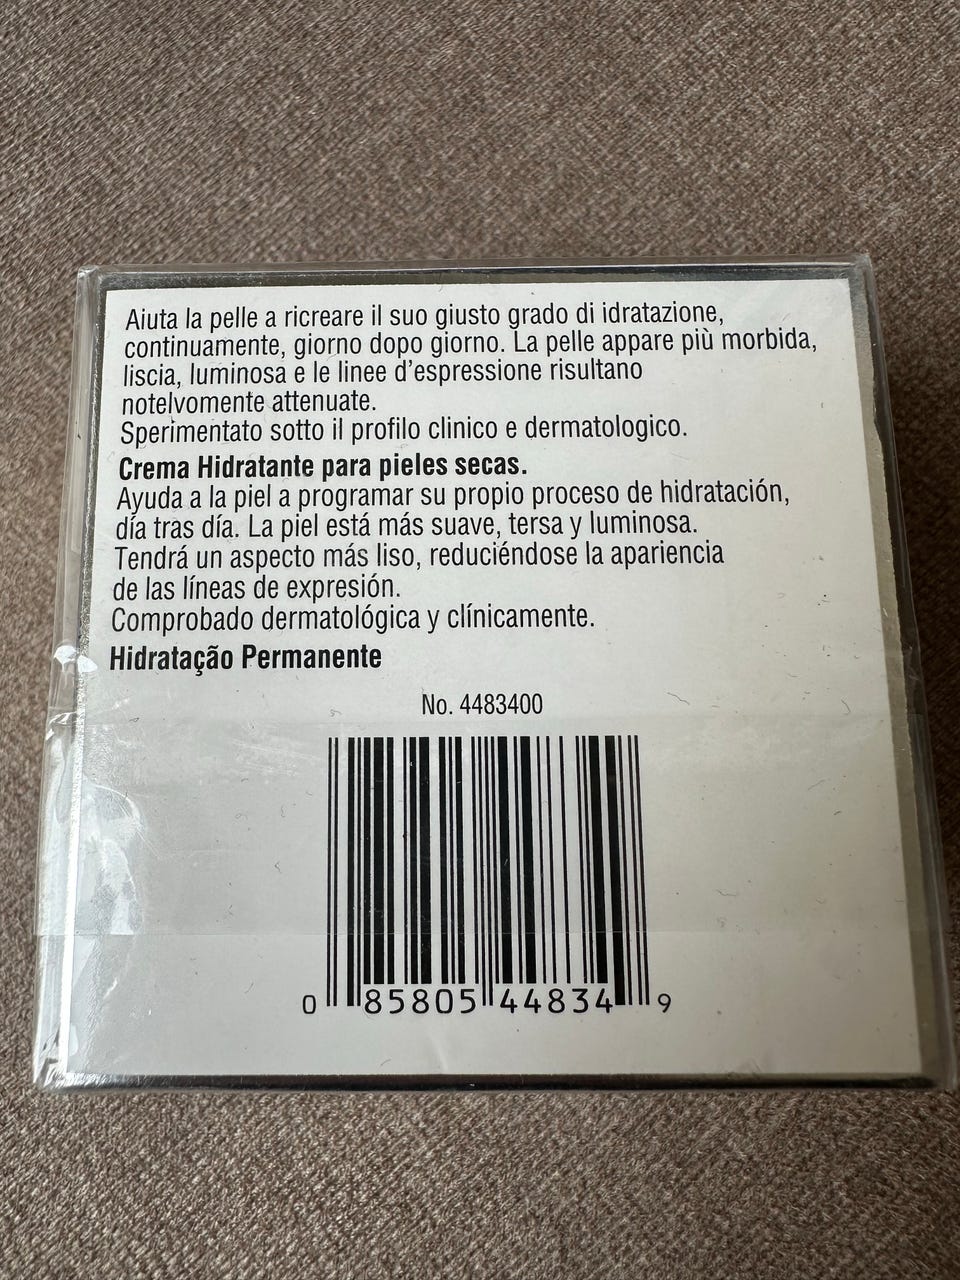 Aiuta la pelle a ricreare il suo giusto grado di idratazione,
continuamente, giorno dopo giorno. La pelle appare più morbida,
liscia, luminosa e le linee d'espressione risultano
notelvomente attenuate.
Sperimentato sotto il profilo clinico e dermatologico.
Crema Hidratante para pieles secas.
Ayuda a la piel a programar su propio proceso de hidratación,
día tras día. La piel está más suave, tersa y luminosa.
Tendrá un aspecto más liso, reduciéndose la apariencia
de las líneas de expresión.
Comprobado dermatológica y clínicamente.
Hidratação Permanente
No. 4483400
0 85805 44834 9